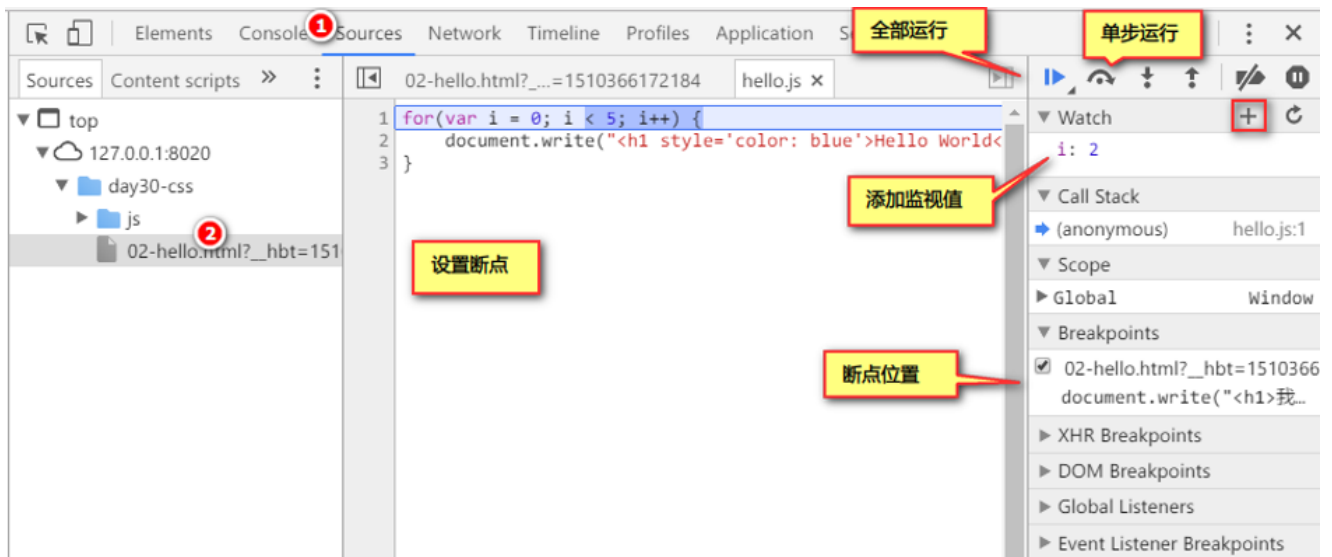 Elements Console 1 Sources Network Timeline Profiles Application S
全部运行
单步运行
Sources Content scripts »
02-hello.html?_...=1510366172184 hello.js ×
top
127.0.0.1:8020
day30-css
js
2
02-hello.html?__hbt=151
1 for(var i = 0; i < 5; i++) {
2 document.write("<h1 style='color: blue'>Hello World<
3 }
设置断点
添加监视值
断点位置
Watch
i: 2
Call Stack
(anonymous) hello.js:1
Scope
Global Window
Breakpoints
02-hello.html?__hbt=1510366
document.write("<h1>我…
XHR Breakpoints
DOM Breakpoints
Global Listeners
Event Listener Breakpoints